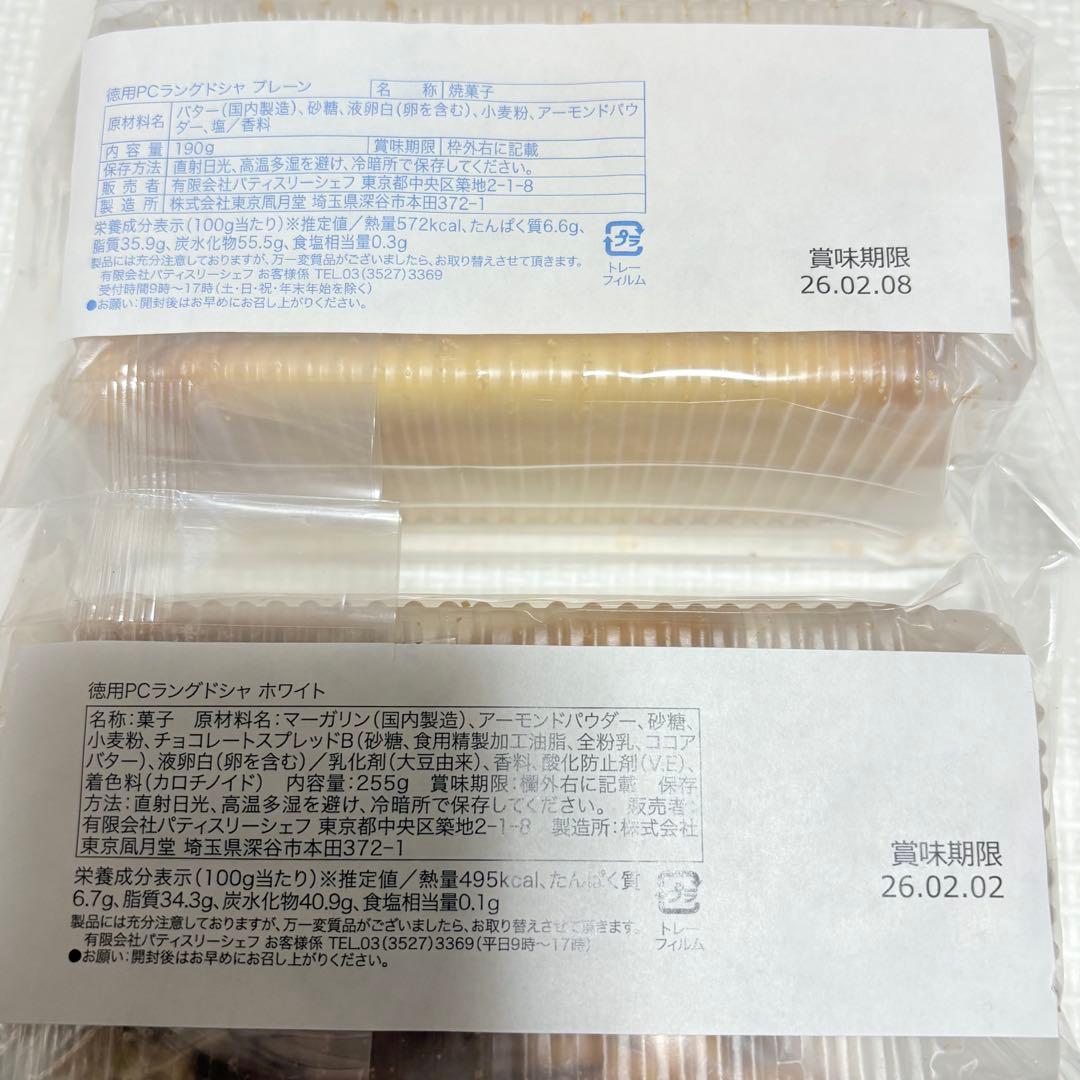 徳用PCラングドシャ プレーン
名 称 焼菓子
原材料名 バター（国内製造）、砂糖、液卵白（卵を含む）、小麦粉、アーモンドパウ
ダー、塩／香料
内 容 量 190g 賞味期限 枠外右に記載
保存方法 直射日光、高温多湿を避け、冷暗所で保存してください。
販 売 者 有限会社パティスリーシェフ 東京都中央区築地2-1-8
製 造 所 株式会社東京凮月堂 埼玉県深谷市本田372-1
栄養成分表示（100g当たり）※推定値／熱量572kcal、たんぱく質6.6g、
脂質35.9g、炭水化物55.5g、食塩相当量0.3g
製品には充分注意しておりますが、万一変質品がございましたら、お取り替えさせて頂きます。
有限会社パティスリーシェフ お客様係 TEL.03（3527）3369
受付時間9時〜17時（土・日・祝・年末年始を除く）
●お願い：開封後はお早めにお召し上がりください。
プラ
トレー
フィルム
賞味期限
26.02.08
徳用PCラングドシャ ホワイト
名称：菓子 原材料名：マーガリン（国内製造）、アーモンドパウダー、砂糖、
小麦粉、チョコレートスプレッドB（砂糖、食用精製加工油脂、全粉乳、ココア
バター）、液卵白（卵を含む）／乳化剤（大豆由来）、香料、酸化防止剤（V.E）、
着色料（カロチノイド） 内容量：255g 賞味期限：欄外右に記載 保存
方法：直射日光、高温多湿を避け、冷暗所で保存してください。 販売者：
有限会社パティスリーシェフ 東京都中央区築地2-1-8 製造所：株式会社
東京凮月堂 埼玉県深谷市本田372-1
栄養成分表示（100g当たり）※推定値／熱量495kcal、たんぱく質
6.7g、脂質34.3g、炭水化物40.9g、食塩相当量0.1g
製品には充分注意しておりますが、万一変質品がございましたら、お取り替えさせて頂きます。
有限会社パティスリーシェフ お客様係 TEL.03（3527）3369（平日9時〜17時）
●お願い：開封後はお早めにお召し上がりください。
プラ
トレー
フィルム
賞味期限
26.02.02